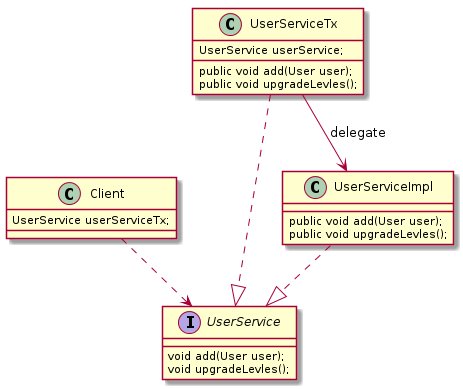 C UserServiceTx
UserService userService;
public void add(User user);
public void upgradeLevles();
delegate
C Client
UserService userServiceTx;
C UserServiceImpl
public void add(User user);
public void upgradeLevles();
I UserService
void add(User user);
void upgradeLevles();